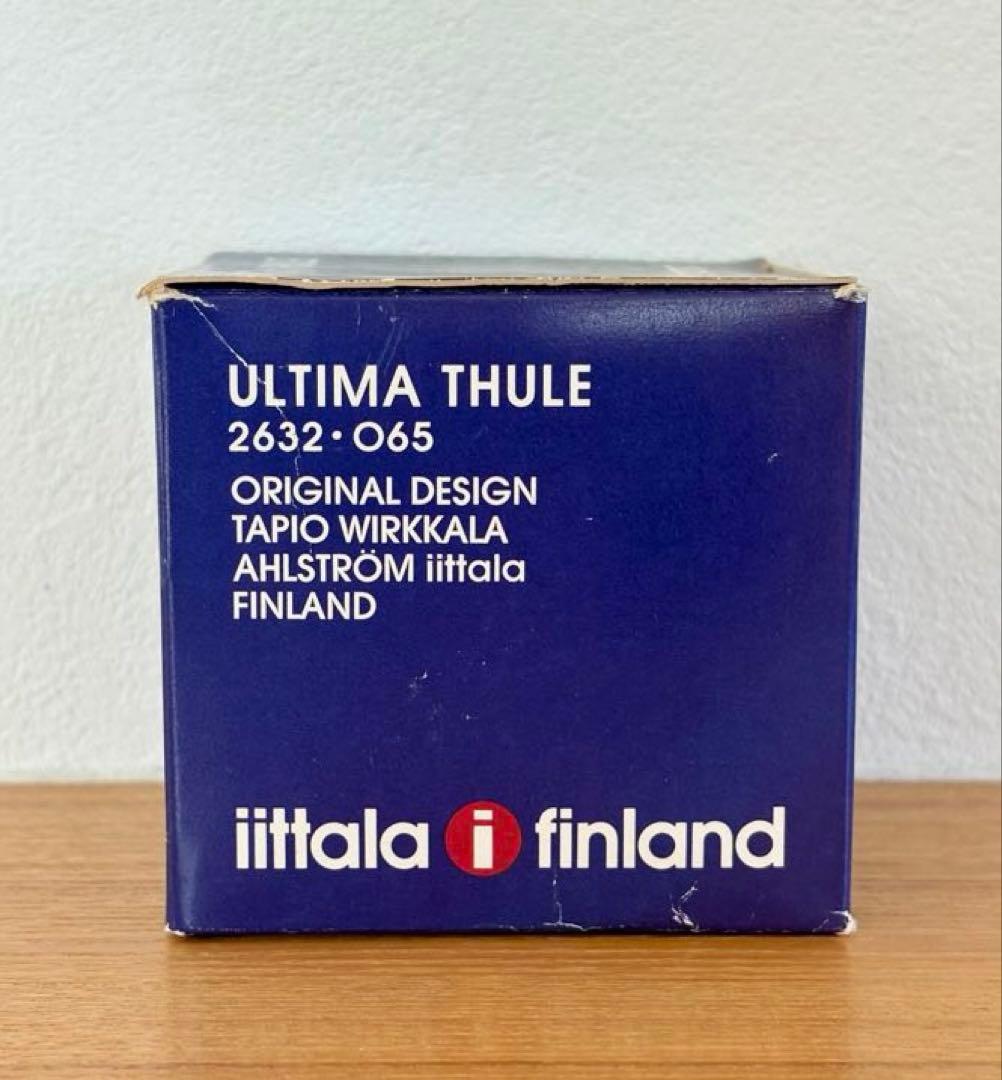 ULTIMA THULE
2632·065
ORIGINAL DESIGN
TAPIO WIRKKALA
AHLSTRÖM iittala
FINLAND
iittala i finland